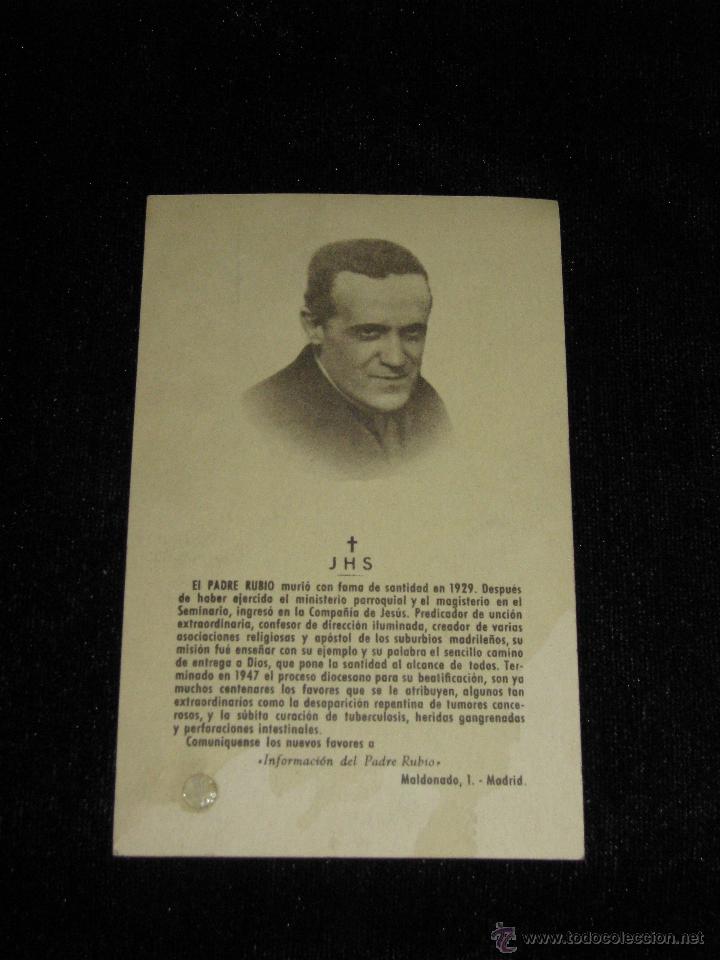 ✝
JHS
El PADRE RUBIO murió con fama de santidad en 1929. Después
de haber ejercido el ministerio parroquial y el magisterio en el
Seminario, ingresó en la Compañía de Jesús. Predicador de unción
extraordinaria, confesor de dirección iluminada, creador de varias
asociaciones religiosas y apóstol de los suburbios madrileños, su
misión fué enseñar con su ejemplo y su palabra el sencillo camino
de entrega a Dios, que pone la santidad al alcance de todos. Ter-
minado en 1947 el proceso diocesano para su beatificación, son ya
muchos centenares los favores que se le atribuyen, algunos tan
extraordinarios como la desaparición repentina de tumores cance-
rosos, y la súbita curación de tuberculosis, heridas gangrenadas
y perforaciones intestinales.
Comuníquense los nuevos favores a
«Información del Padre Rubio»
Maldonado, 1. - Madrid.
© www.todocoleccion.net